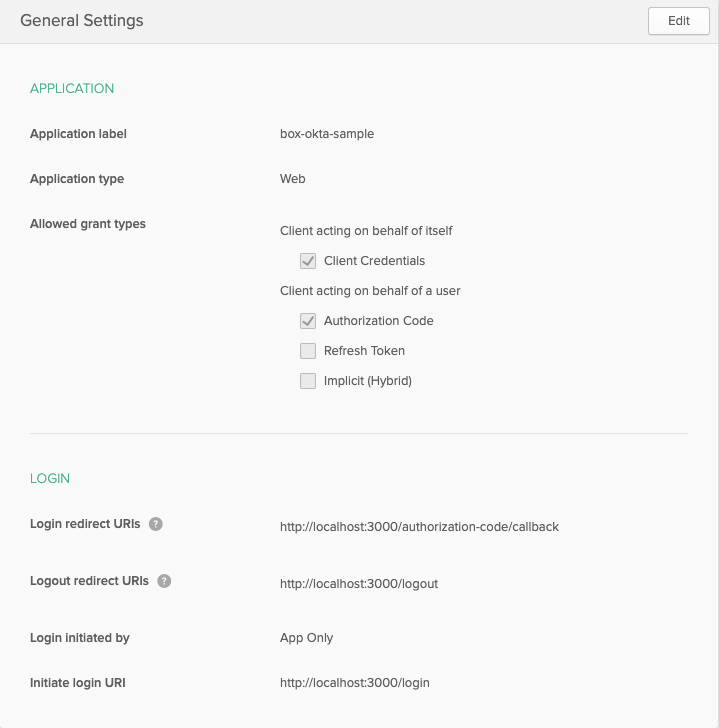 General Settings
Edit
APPLICATION
Application label
box-okta-sample
Application type
Web
Allowed grant types
Client acting on behalf of itself
Client Credentials
Client acting on behalf of a user
Authorization Code
Refresh Token
Implicit (Hybrid)
LOGIN
Login redirect URIs ?
http://localhost:3000/authorization-code/callback
Logout redirect URIs ?
http://localhost:3000/logout
Login initiated by
App Only
Initiate login URI
http://localhost:3000/login